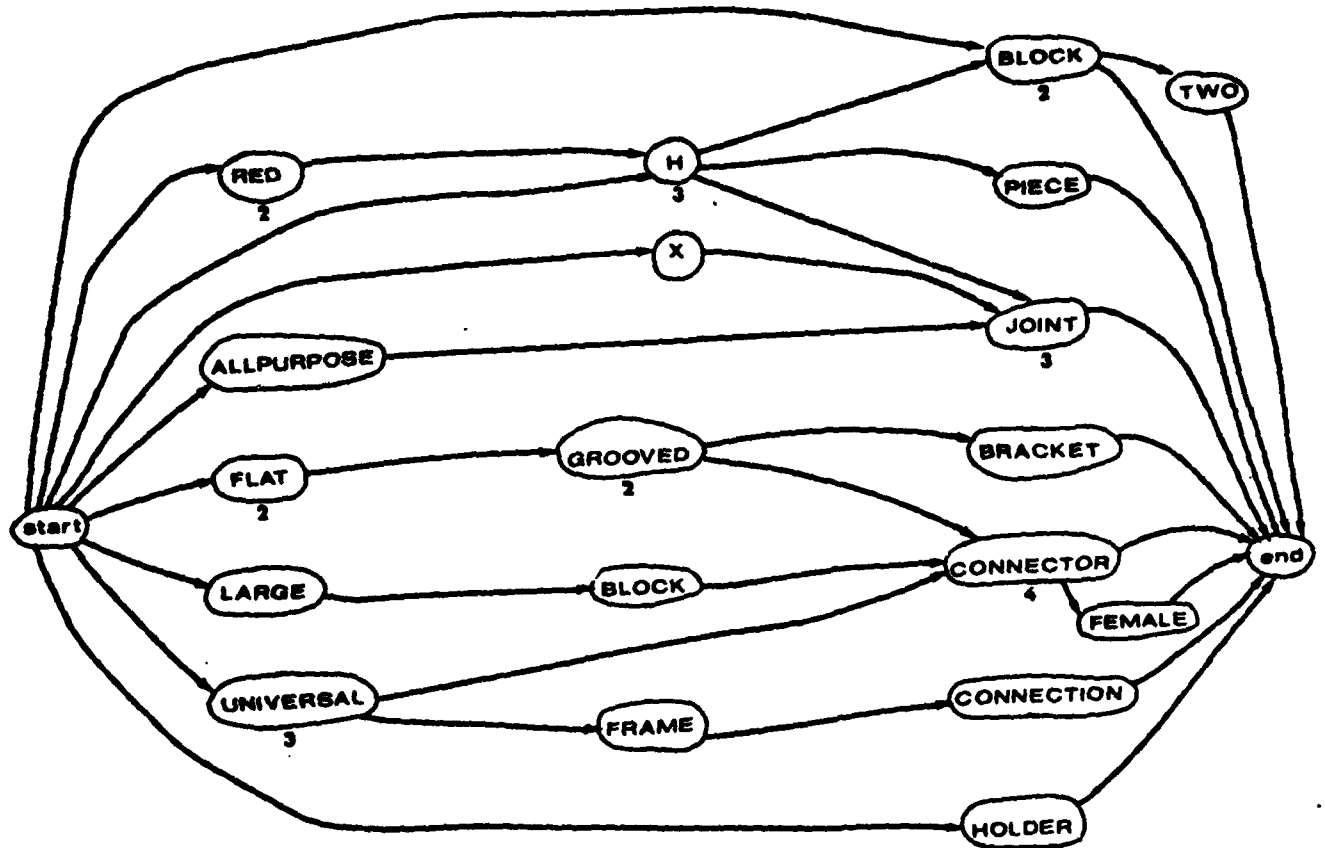 BLOCK
2
TWO
RED
2
H
3
PIECE
X
JOINT
3
ALLPURPOSE
FLAT
2
GROOVED
2
BRACKET
start
CONNECTOR
4
end
LARGE
BLOCK
FEMALE
UNIVERSAL
3
FRAME
CONNECTION
HOLDER